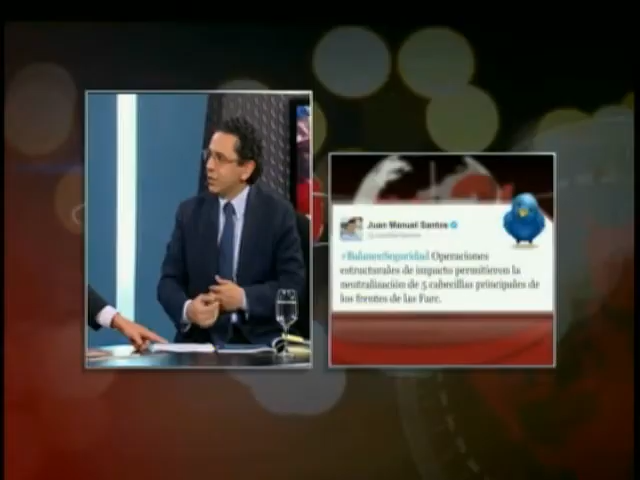 Juan Manuel Santos
#BalanceSeguridad Operaciones
estructurales de impacto permitieron la
neutralización de 5 cabecillas principales de
los frentes de las Farc.